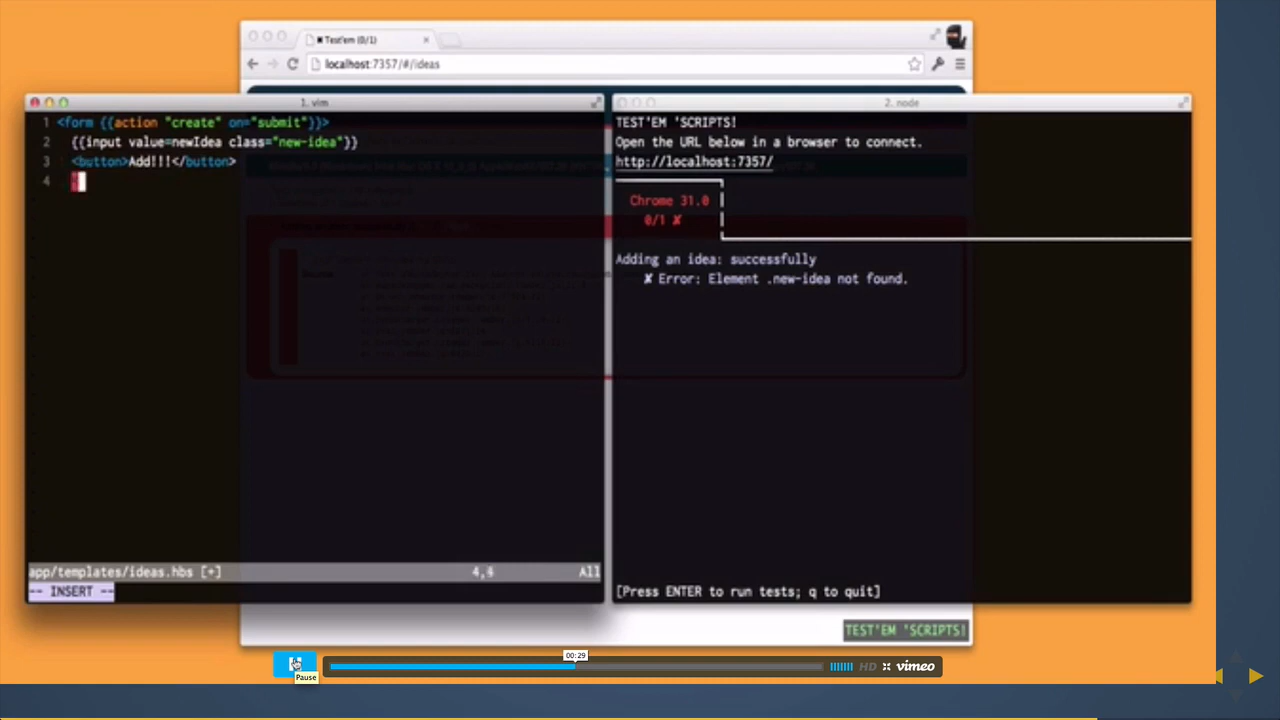 Test'em (0/1)
localhost:7357/#/ideas
1. vim
1 <form {{action "create" on="submit"}}>
2 {{input value=newIdea class="new-idea"}}
3 <button>Add!!!</button>
4
app/templates/ideas.hbs [+] 4,4 All
-- INSERT --
2. node
TEST'EM 'SCRIPTS!
Open the URL below in a browser to connect.
http://localhost:7357/
Chrome 31.0
0/1 ✘
Adding an idea: successfully
✘ Error: Element .new-idea not found.
[Press ENTER to run tests; q to quit]
TEST'EM 'SCRIPTS!
00:29
HD vimeo
Pause